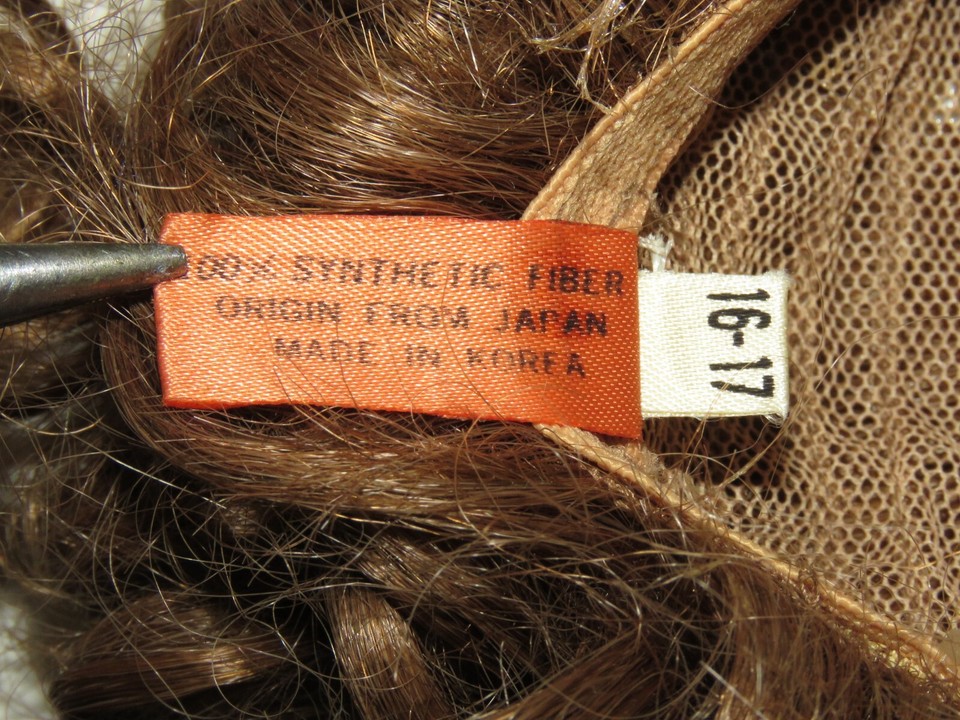 00% SYNTHETIC FIBER
ORIGIN FROM JAPAN
MADE IN KOREA
16-17